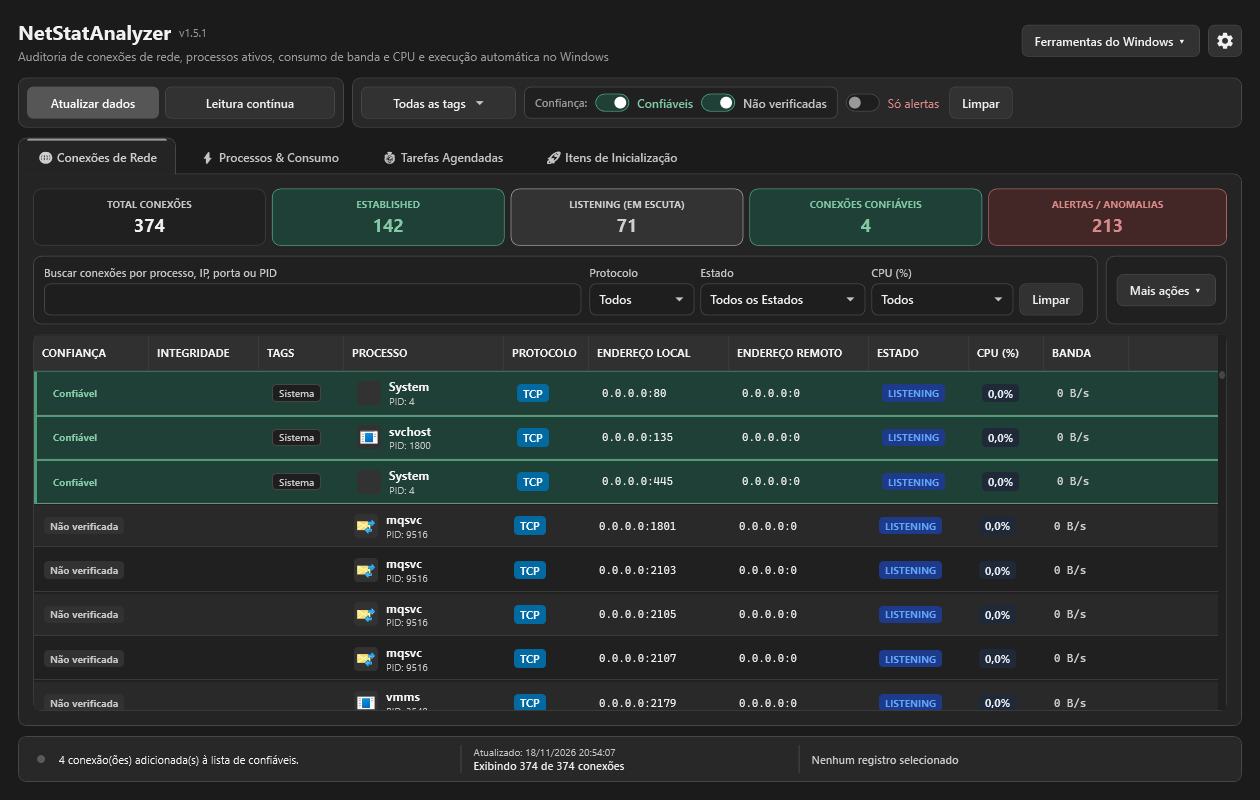 NetStatAnalyzer v1.5.1
Auditoria de conexões de rede, processos ativos, consumo de banda e CPU e execução automática no Windows
Ferramentas do Windows
Atualizar dados
Leitura contínua
Todas as tags
Confiança: Confiáveis Não verificadas
Só alertas
Limpar
Conexões de Rede
Processos & Consumo
Tarefas Agendadas
Itens de Inicialização
TOTAL CONEXÕES
374
ESTABLISHED
142
LISTENING (EM ESCUTA)
71
CONEXÕES CONFIÁVEIS
4
ALERTAS / ANOMALIAS
213
Buscar conexões por processo, IP, porta ou PID
Protocolo
Todos
Estado
Todos os Estados
CPU (%)
Todos
Limpar
Mais ações
CONFIANÇA INTEGRIDADE TAGS PROCESSO PROTOCOLO ENDEREÇO LOCAL ENDEREÇO REMOTO ESTADO CPU (%) BANDA
Confiável Sistema System TCP 0.0.0.0:80 0.0.0.0:0 LISTENING 0,0% 0 B/s
PID: 4
Confiável Sistema svchost TCP 0.0.0.0:135 0.0.0.0:0 LISTENING 0,0% 0 B/s
PID: 1800
Confiável Sistema System TCP 0.0.0.0:445 0.0.0.0:0 LISTENING 0,0% 0 B/s
PID: 4
Não verificada mqsvc TCP 0.0.0.0:1801 0.0.0.0:0 LISTENING 0,0% 0 B/s
PID: 9516
Não verificada mqsvc TCP 0.0.0.0:2103 0.0.0.0:0 LISTENING 0,0% 0 B/s
PID: 9516
Não verificada mqsvc TCP 0.0.0.0:2105 0.0.0.0:0 LISTENING 0,0% 0 B/s
PID: 9516
Não verificada mqsvc TCP 0.0.0.0:2107 0.0.0.0:0 LISTENING 0,0% 0 B/s
PID: 9516
Não verificada vmms TCP 0.0.0.0:2179 0.0.0.0:0 LISTENING 0,0% 0 B/s
4 conexão(ões) adicionada(s) à lista de confiáveis.
Atualizado: 18/11/2026 20:54:07
Exibindo 374 de 374 conexões
Nenhum registro selecionado